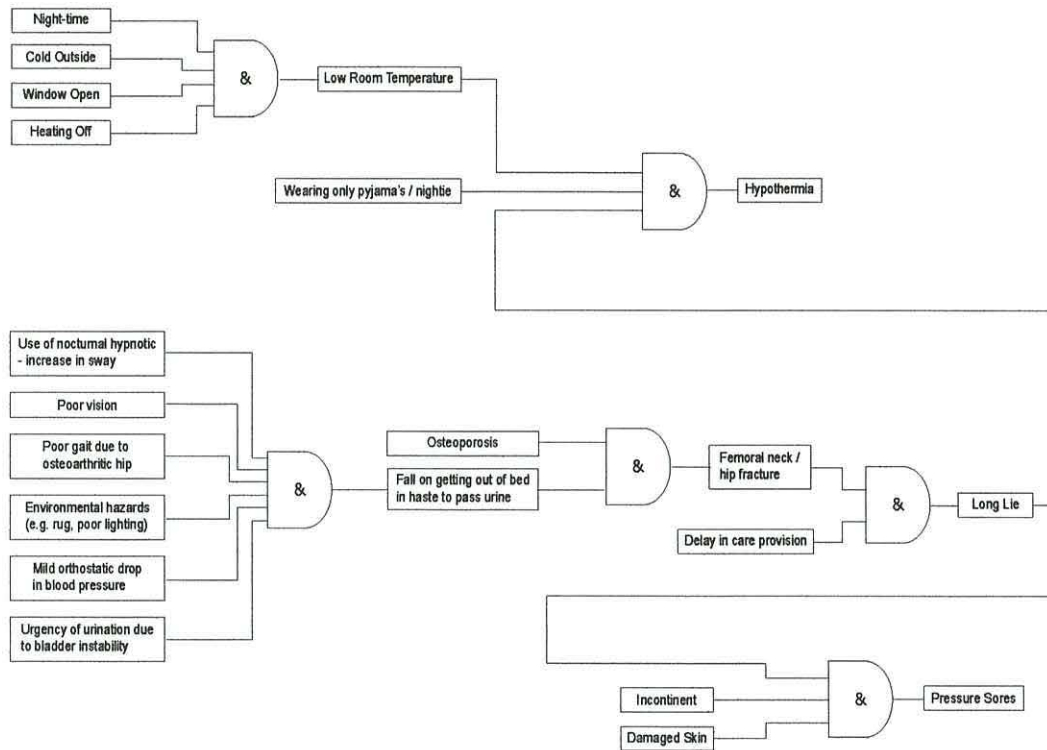 Night-time
Cold Outside
Window Open
Heating Off
&
Low Room Temperature
Wearing only pyjama's / nightie
&
Hypothermia
Use of nocturnal hypnotic
- increase in sway
Poor vision
Poor gait due to
osteoarthritic hip
Environmental hazards
(e.g. rug, poor lighting)
Mild orthostatic drop
in blood pressure
Urgency of urination due
to bladder instability
&
Osteoporosis
Fall on getting out of bed
in haste to pass urine
&
Femoral neck /
hip fracture
Delay in care provision
&
Long Lie
Incontinent
Damaged Skin
&
Pressure Sores